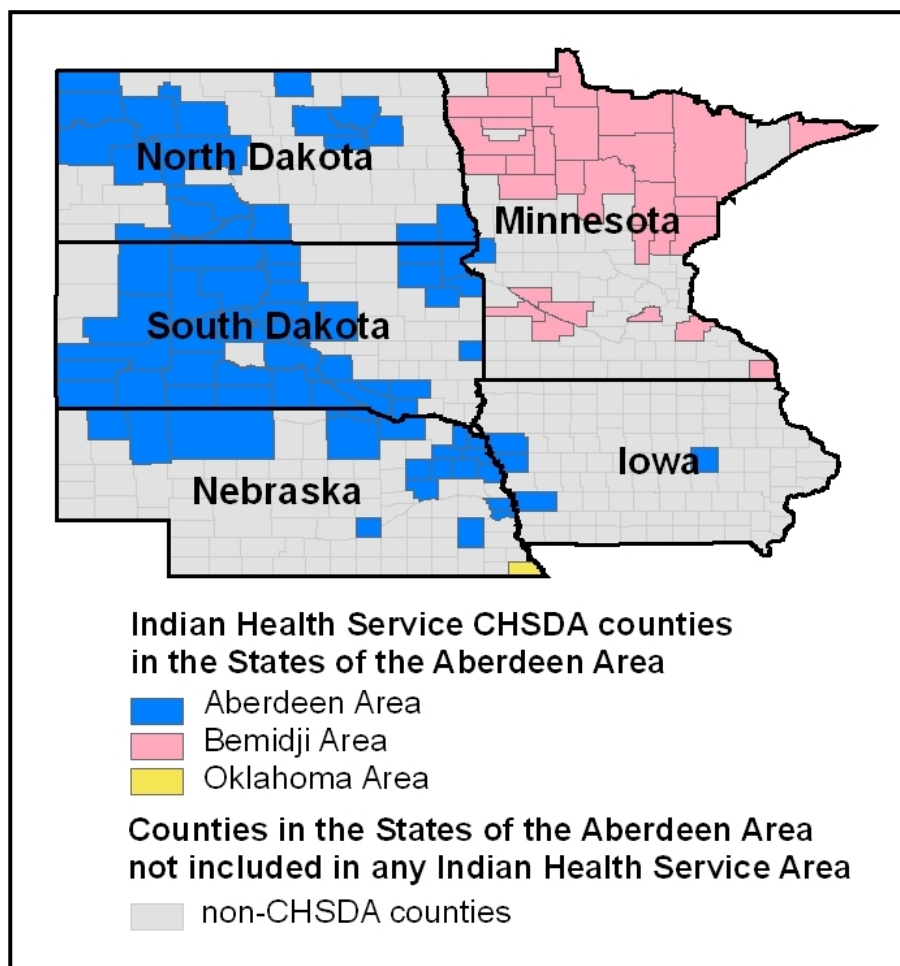 North Dakota
Minnesota
South Dakota
Iowa
Nebraska
Indian Health Service CHSDA counties
in the States of the Aberdeen Area
Aberdeen Area
Bemidji Area
Oklahoma Area
Counties in the States of the Aberdeen Area
not included in any Indian Health Service Area
non-CHSDA counties